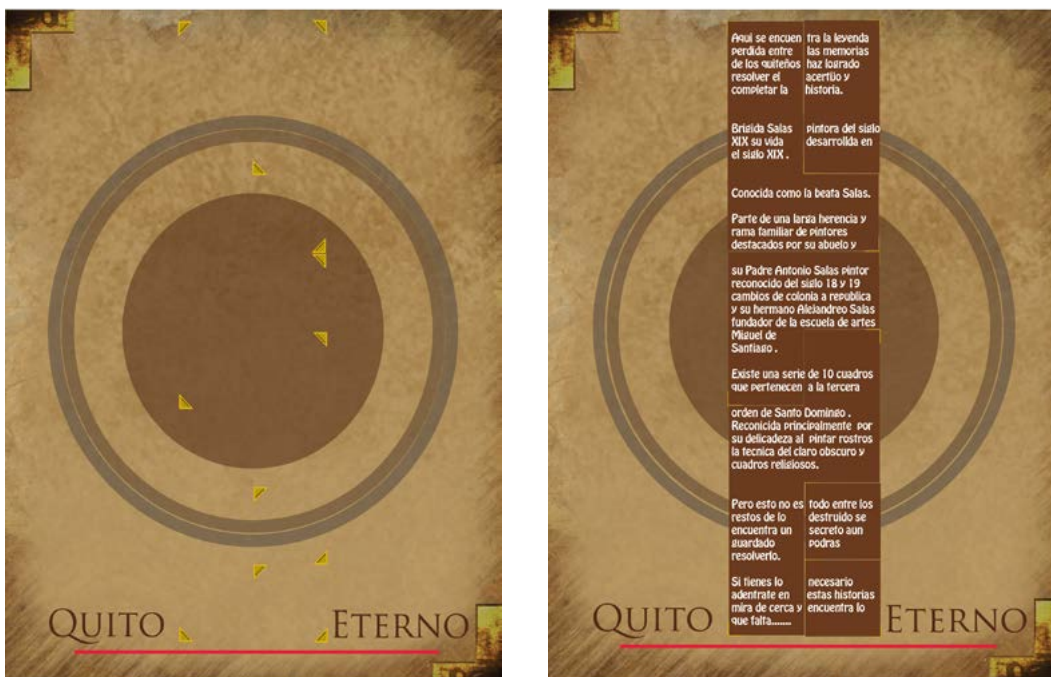 Aqui se encuen tra la leyenda
perdida entre las memorias
de los quiteños haz logrado
resolver el acertijo y
completar la historia.
Brigida Salas pintora del siglo
XIX su vida desarrollda en
el siglo XIX .
Conocida como la beata Salas.
Parte de una larga herencia y
rama familiar de pintores
destacados por su abuelo y
su Padre Antonio Salas pintor
reconocido del siglo 18 y 19
cambios de colonia a republica
y su hermano Alejandreo Salas
fundador de la escuela de artes
Miguel de
Santiago .
Existe una serie de 10 cuadros
que pertenecen a la tercera
orden de Santo Domingo .
Reconicida principalmente por
su delicadeza al pintar rostros
la tecnica del claro obscuro y
cuadros religiosos.
Pero esto no es todo entre los
restos de lo destruido se
encuentra un secreto aun
guardado podras
resolverlo.
Si tienes lo necesario
adentrate en estas historias
mira de cerca y encuentra lo
que falta.......
QUITO ETERNO
QUITO ETERNO